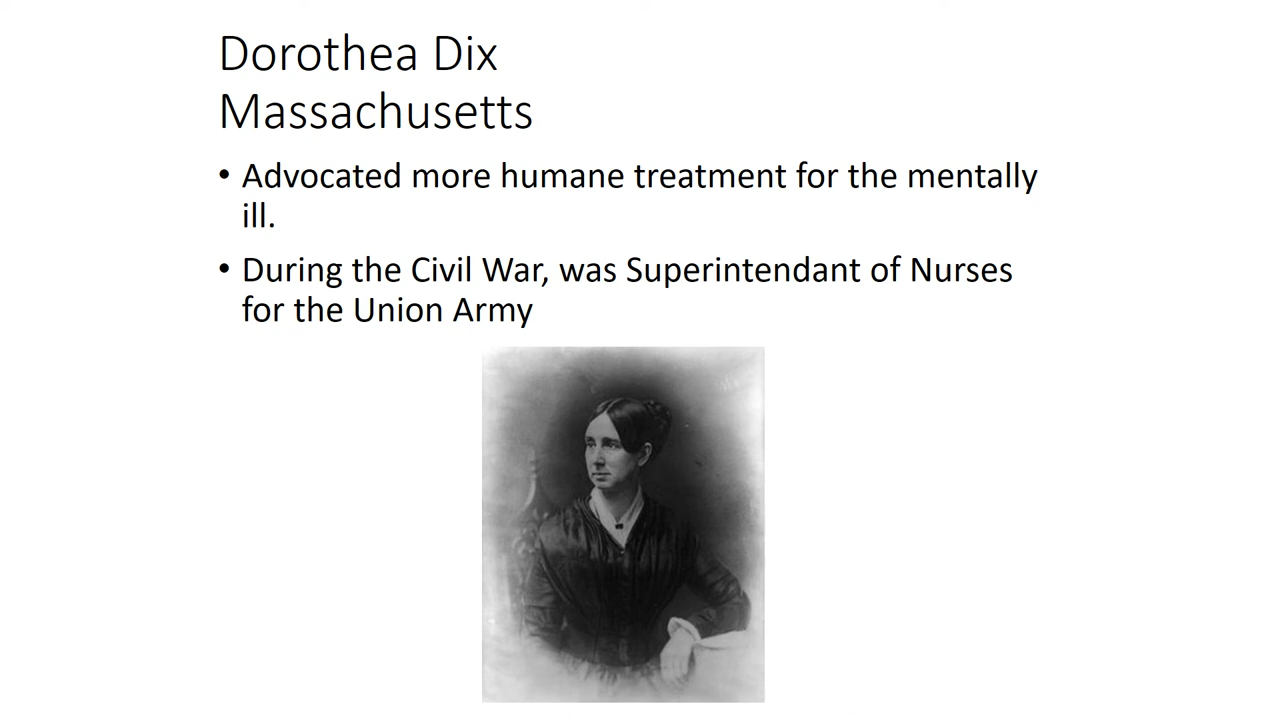 Dorothea Dix
Massachusetts
• Advocated more humane treatment for the mentally
ill.
• During the Civil War, was Superintendant of Nurses
for the Union Army